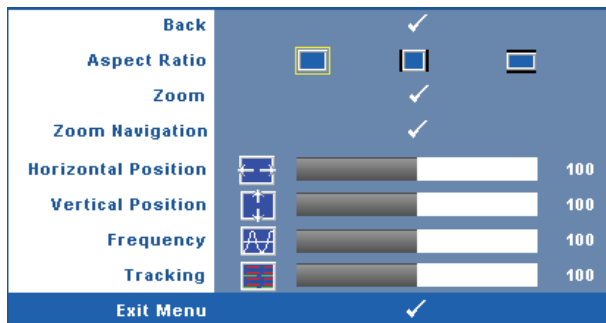 Back
Aspect Ratio
Zoom
Zoom Navigation
Horizontal Position 100
Vertical Position 100
Frequency 100
Tracking 100
Exit Menu